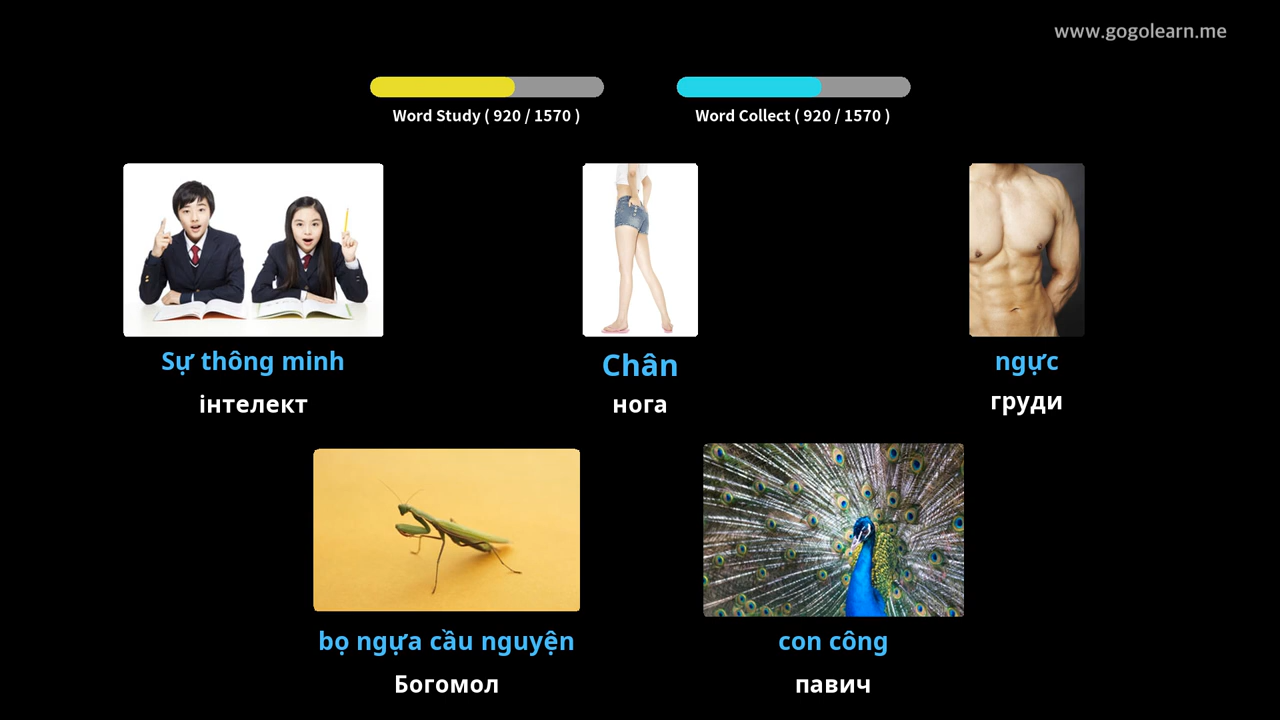 www.gogolearn.me
Word Study ( 920 / 1570 )
Word Collect ( 920 / 1570 )
Sự thông minh
Chân
ngực
інтелект
нога
груди
bọ ngựa cầu nguyện
con công
Богомол
павич